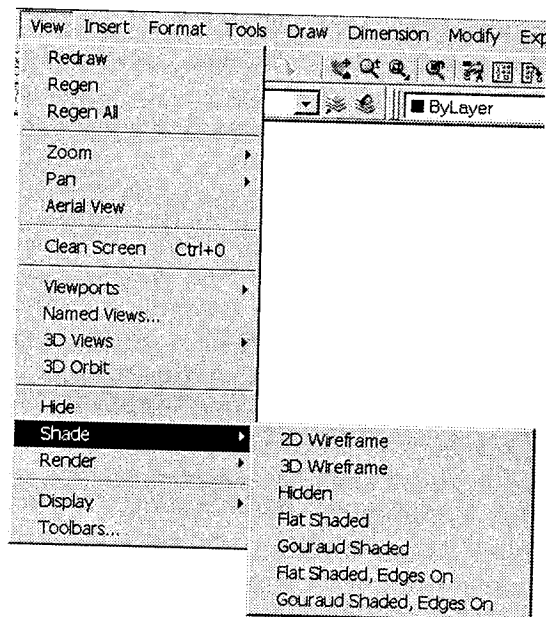 View Insert Format Tools Draw Dimension Modify Exp
Redraw
Regen
Regen All
ByLayer
Zoom
Pan
Aerial View
Clean Screen Ctrl+0
Viewports
Named Views...
3D Views
3D Orbit
Hide
Shade
Render
Display
Toolbars...
2D Wireframe
3D Wireframe
Hidden
Flat Shaded
Gouraud Shaded
Flat Shaded, Edges On
Gouraud Shaded, Edges On